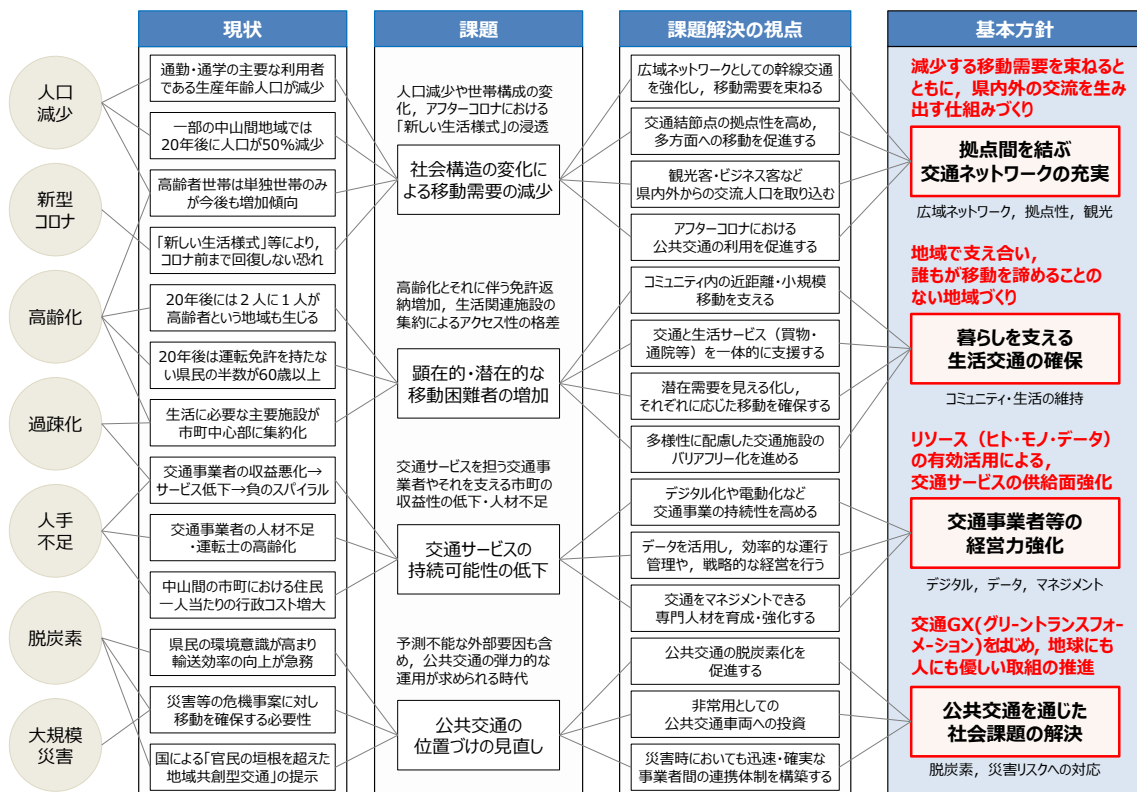 現状
課題
課題解決の視点
基本方針
人口
減少
新型
コロナ
高齢化
過疎化
人手
不足
脱炭素
大規模
災害
通勤・通学の主要な利用者
である生産年齢人口が減少
一部の中山間地域では
20年後に人口が50%減少
高齢者世帯は単独世帯のみ
が今後も増加傾向
「新しい生活様式」等により,
コロナ前まで回復しない恐れ
20年後には2人に1人が
高齢者という地域も生じる
20年後は運転免許を持たな
い県民の半数が60歳以上
生活に必要な主要施設が
市町中心部に集約化
交通事業者の収益悪化→
サービス低下→負のスパイラル
交通事業者の人材不足
・運転士の高齢化
中山間の市町における住民
一人当たりの行政コスト増大
県民の環境意識が高まり
輸送効率の向上が急務
災害等の危機事案に対し
移動を確保する必要性
国による「官民の垣根を超えた
地域共創型交通」の提示
人口減少や世帯構成の変
化,アフターコロナにおける
「新しい生活様式」の浸透
社会構造の変化に
よる移動需要の減少
高齢化とそれに伴う免許返
納増加,生活関連施設の
集約によるアクセス性の格差
顕在的・潜在的な
移動困難者の増加
交通サービスを担う交通事
業者やそれを支える市町の
収益性の低下・人材不足
交通サービスの
持続可能性の低下
予測不能な外部要因も含
め,公共交通の弾力的な
運用が求められる時代
公共交通の
位置づけの見直し
広域ネットワークとしての幹線交通
を強化し,移動需要を束ねる
交通結節点の拠点性を高め,
多方面への移動を促進する
観光客・ビジネス客など
県内外からの交流人口を取り込む
アフターコロナにおける
公共交通の利用を促進する
コミュニティ内の近距離・小規模
移動を支える
交通と生活サービス(買物・
通院等)を一体的に支援する
潜在需要を見える化し,
それぞれに応じた移動を確保する
多様性に配慮した交通施設の
バリアフリー化を進める
デジタル化や電動化など
交通事業の持続性を高める
データを活用し,効率的な運行
管理や,戦略的な経営を行う
交通をマネジメントできる
専門人材を育成・強化する
公共交通の脱炭素化を
促進する
非常用としての
公共交通車両への投資
災害時においても迅速・確実な
事業者間の連携体制を構築する
減少する移動需要を束ねると
ともに,県内外の交流を生み
出す仕組みづくり
拠点間を結ぶ
交通ネットワークの充実
広域ネットワーク,拠点性,観光
地域で支え合い,
誰もが移動を諦めることの
ない地域づくり
暮らしを支える
生活交通の確保
コミュニティ・生活の維持
リソース(ヒト・モノ・データ)
の有効活用による,
交通サービスの供給面強化
交通事業者等の
経営力強化
デジタル,データ,マネジメント
交通GX(グリーントランスフォ
ーメーション)をはじめ,地球にも
人にも優しい取組の推進
公共交通を通じた
社会課題の解決
脱炭素,災害リスクへの対応